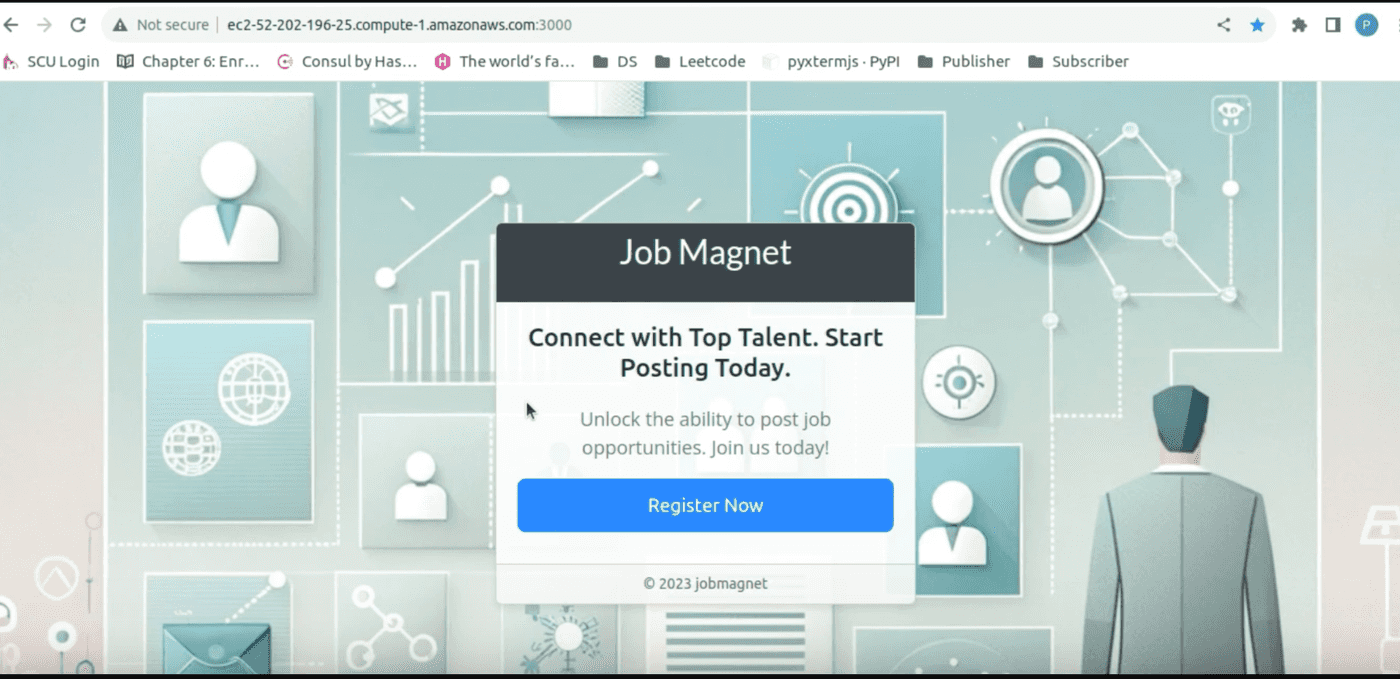 Not secure ec2-52-202-196-25.compute-1.amazonaws.com:3000
P
SCU Login Chapter 6: Enr... Consul by Has... The world's fa... DS Leetcode pyxtermjs · PyPI Publisher Subscriber
Job Magnet
Connect with Top Talent. Start
Posting Today.
Unlock the ability to post job
opportunities. Join us today!
Register Now
© 2023 jobmagnet